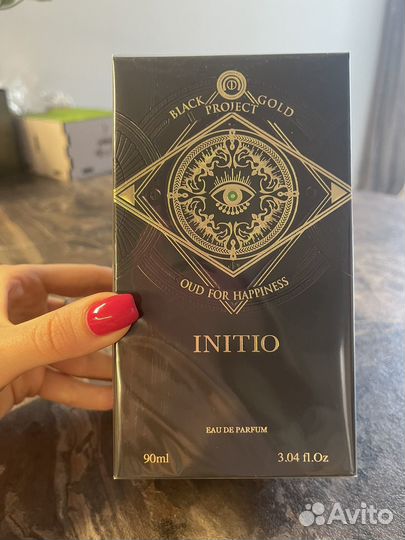 BLACK GOLD
PROJECT
OUD FOR HAPPINESS
INITIO
EAU DE PARFUM
90ml 3.04 fl.Oz
Avito